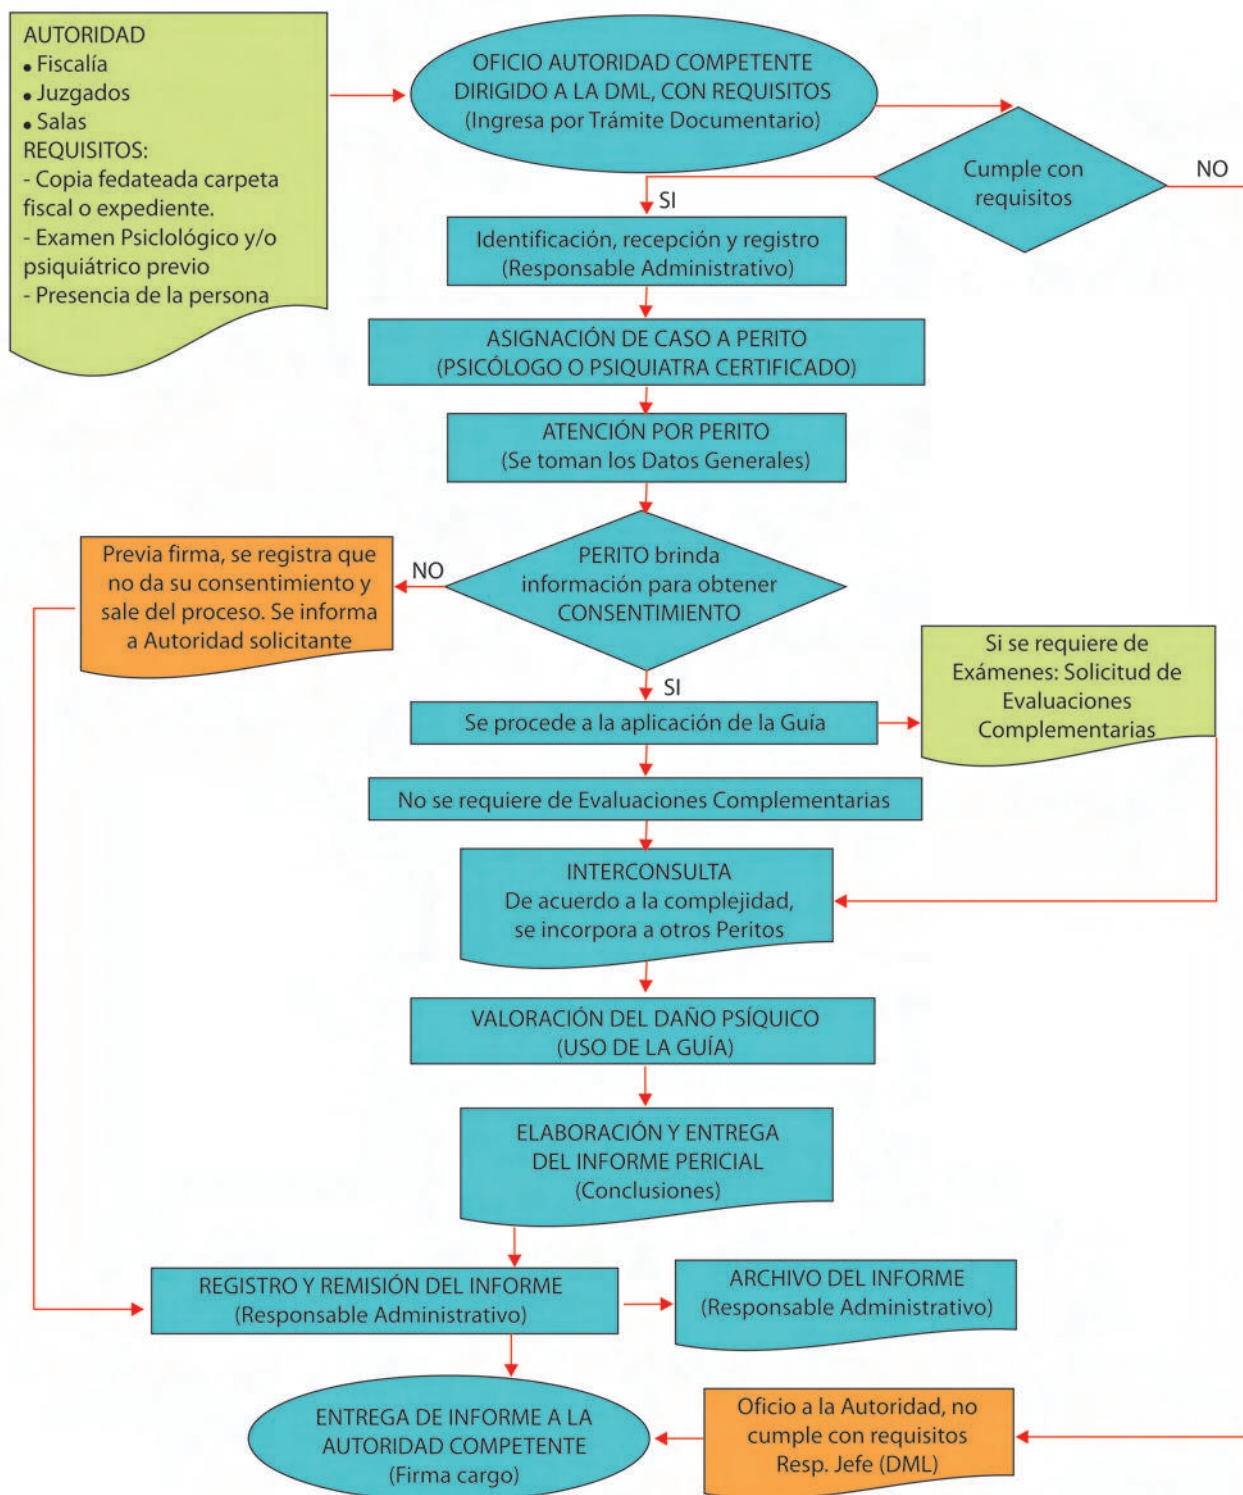 AUTORIDAD
• Fiscalía
• Juzgados
• Salas
REQUISITOS:
- Copia fedateada carpeta
fiscal o expediente.
- Examen Psiclológico y/o
psiquiátrico previo
- Presencia de la persona
OFICIO AUTORIDAD COMPETENTE
DIRIGIDO A LA DML, CON REQUISITOS
(Ingresa por Trámite Documentario)
Cumple con
requisitos
NO
SI
Identificación, recepción y registro
(Responsable Administrativo)
ASIGNACIÓN DE CASO A PERITO
(PSICÓLOGO O PSIQUIATRA CERTIFICADO)
ATENCIÓN POR PERITO
(Se toman los Datos Generales)
PERITO brinda
información para obtener
CONSENTIMIENTO
NO
Previa firma, se registra que
no da su consentimiento y
sale del proceso. Se informa
a Autoridad solicitante
SI
Se procede a la aplicación de la Guía
Si se requiere de
Exámenes: Solicitud de
Evaluaciones
Complementarias
No se requiere de Evaluaciones Complementarias
INTERCONSULTA
De acuerdo a la complejidad,
se incorpora a otros Peritos
VALORACIÓN DEL DAÑO PSÍQUICO
(USO DE LA GUÍA)
ELABORACIÓN Y ENTREGA
DEL INFORME PERICIAL
(Conclusiones)
REGISTRO Y REMISIÓN DEL INFORME
(Responsable Administrativo)
ARCHIVO DEL INFORME
(Responsable Administrativo)
ENTREGA DE INFORME A LA
AUTORIDAD COMPETENTE
(Firma cargo)
Oficio a la Autoridad, no
cumple con requisitos
Resp. Jefe (DML)